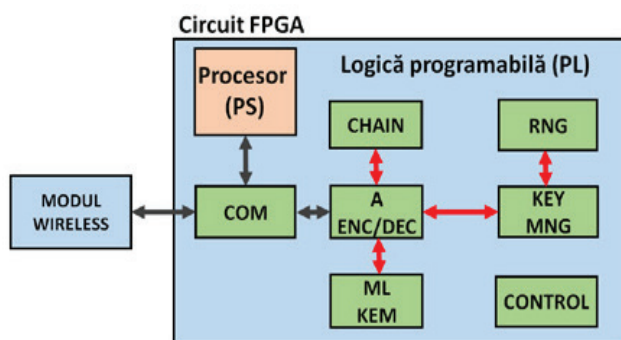 Circuit FPGA
Procesor
(PS)
Logică programabilă (PL)
CHAIN
RNG
MODUL
WIRELESS
COM
A
ENC/DEC
KEY
MNG
ML
KEM
CONTROL